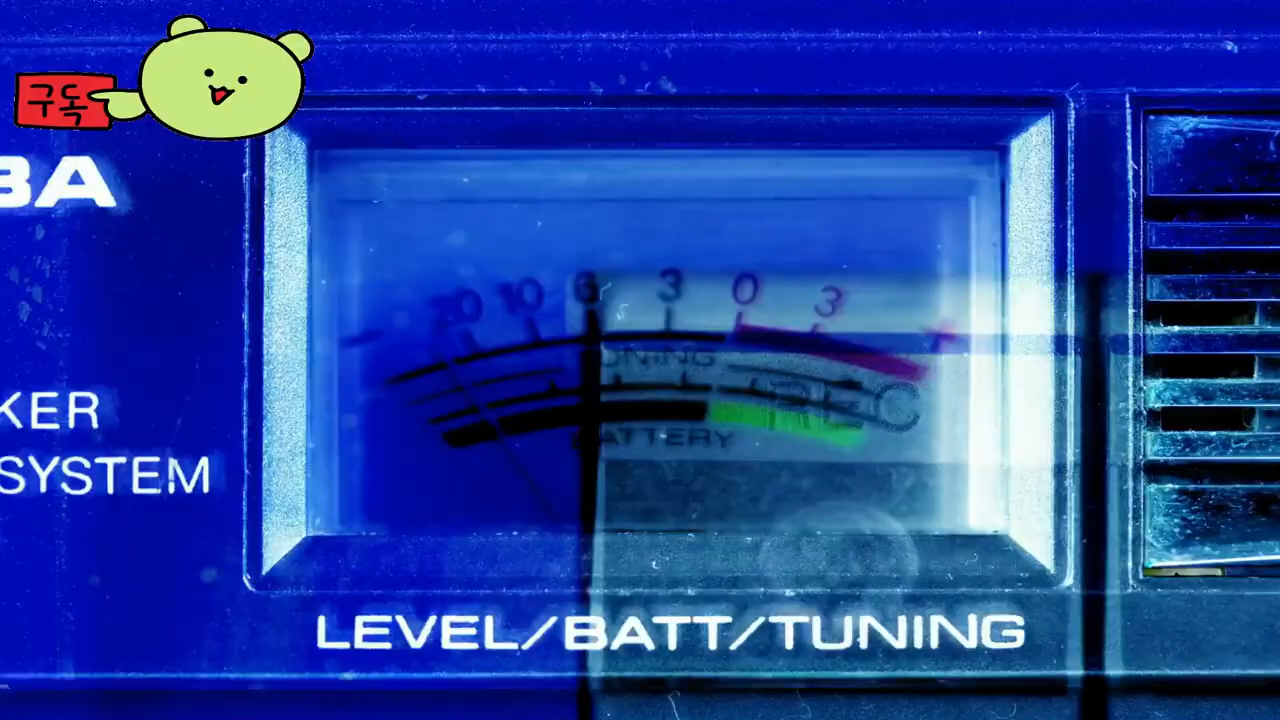 구독
BA
20 10 6 3 0 3 +
TUNING
REC
BATTERY
KER
SYSTEM
LEVEL/BATT/TUNING